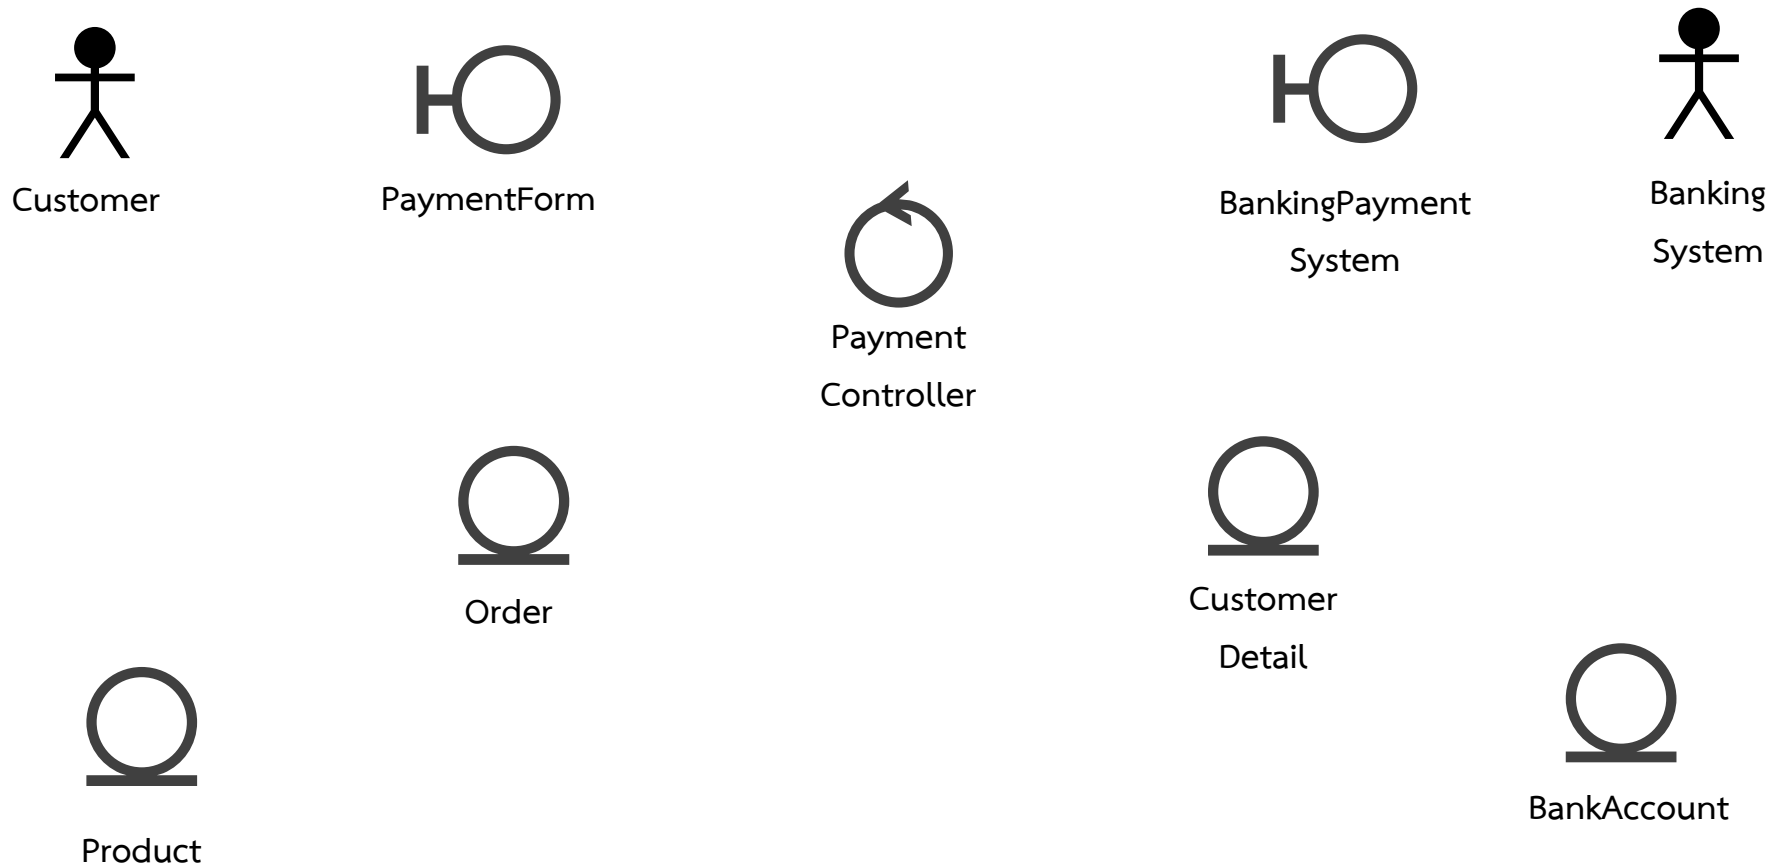 Customer
PaymentForm
BankingPayment
System
Banking
System
Payment
Controller
Order
Customer
Detail
Product
BankAccount